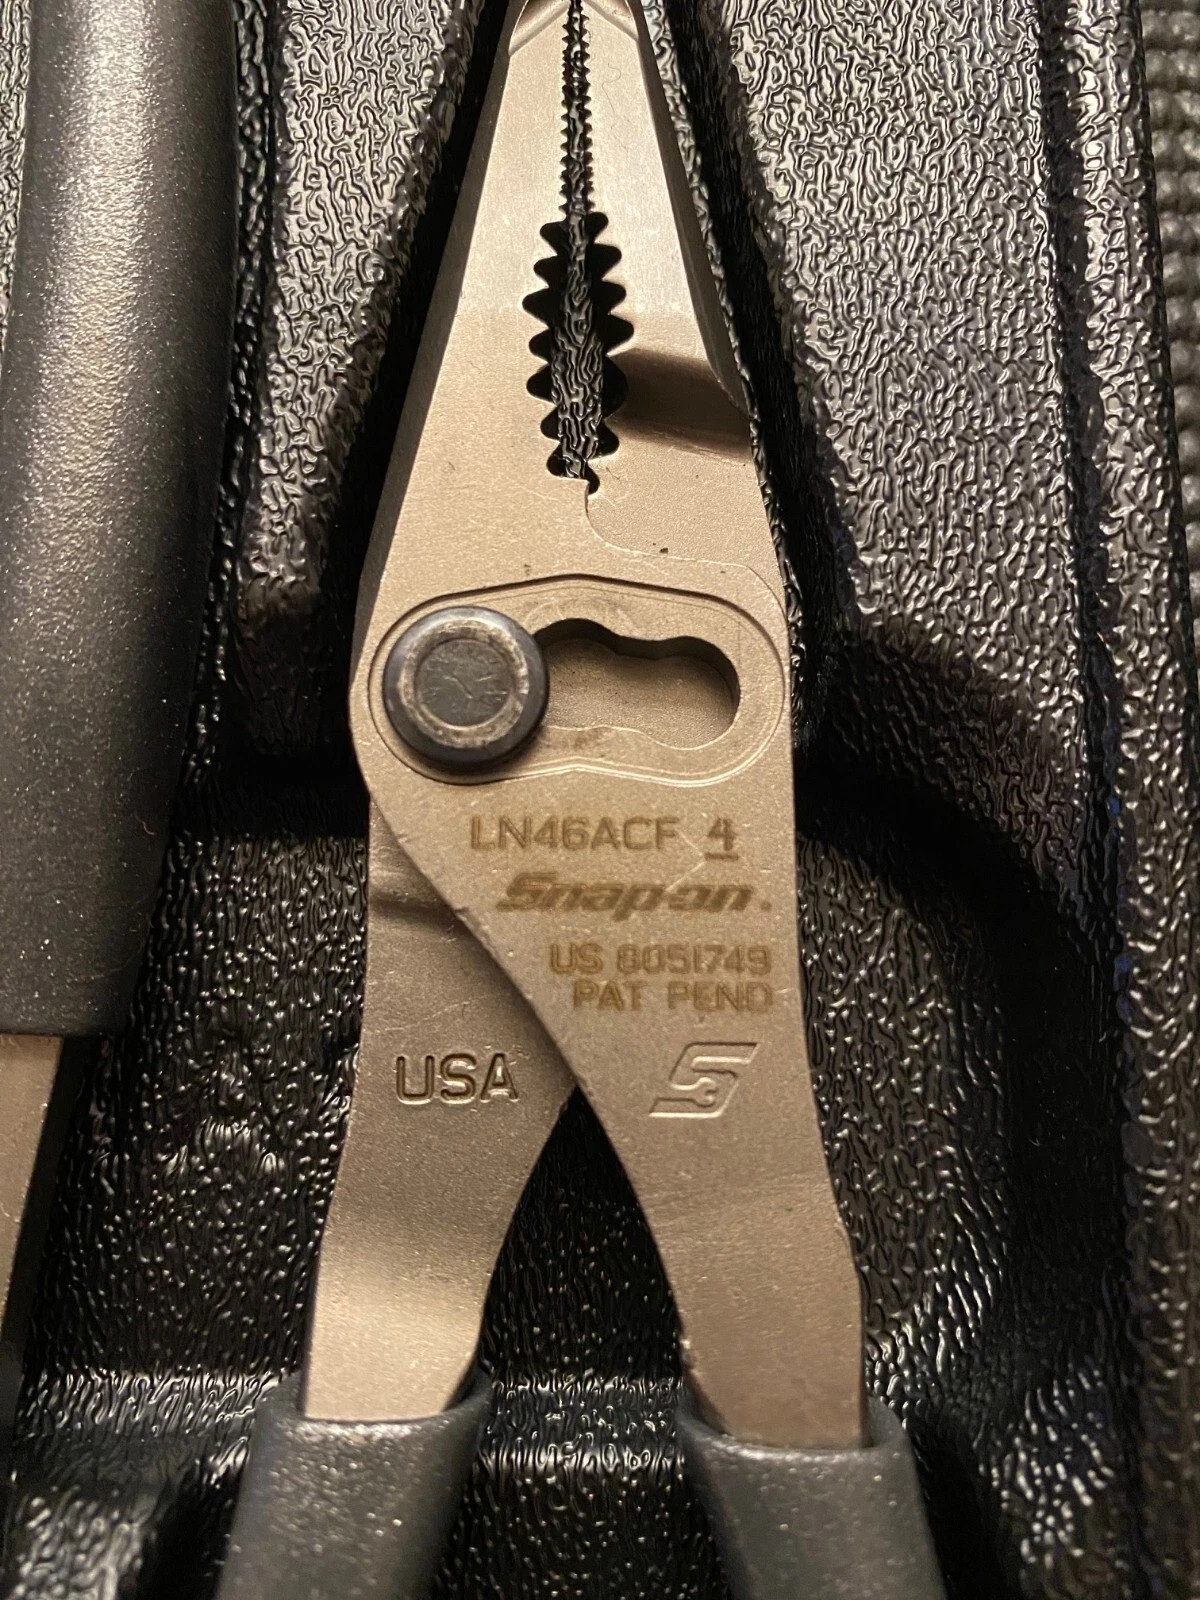 LN46ACF 4
Snap-on.
US 8051749
PAT PEND
USA
S